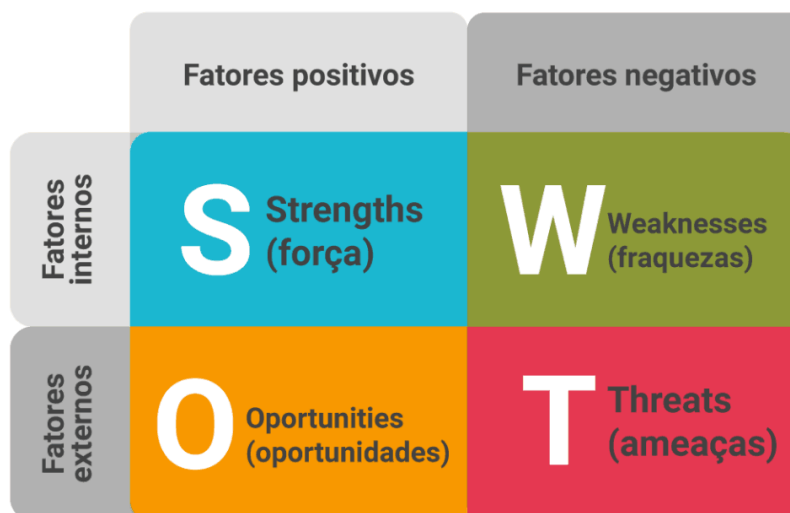 Fatores positivos
Fatores negativos
Fatores
internos
S
Strengths
(força)
W
Weaknesses
(fraquezas)
Fatores
externos
O
Oportunities
(oportunidades)
T
Threats
(ameaças)